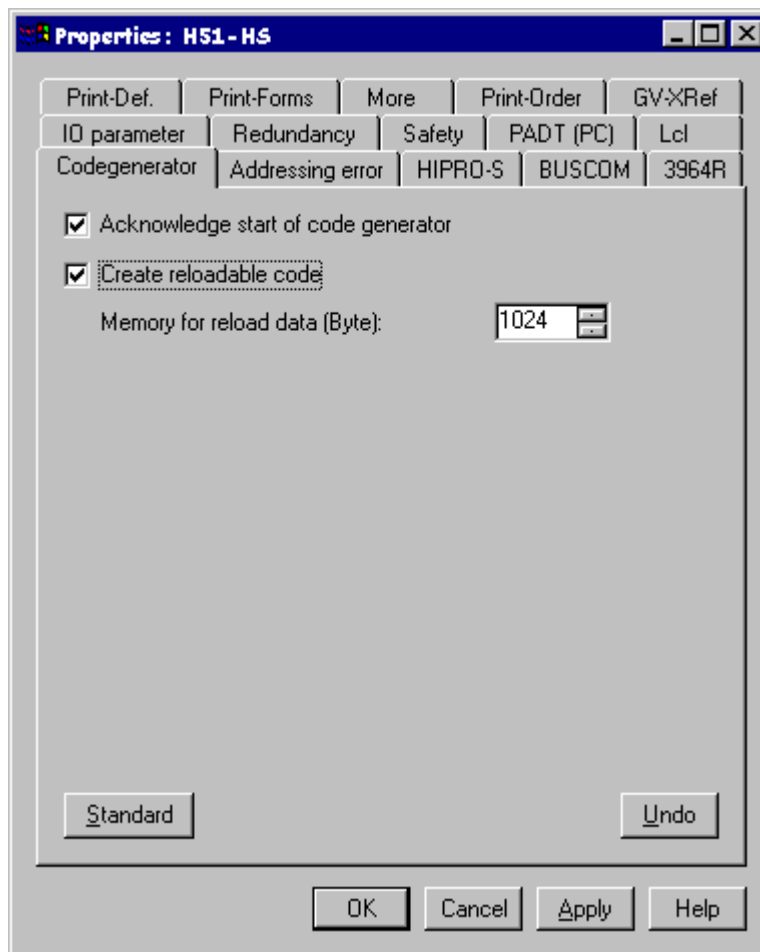 Properties: H51-HS
Print-Def. Print-Forms More Print-Order GV-XRef
IO parameter Redundancy Safety PADT (PC) Lcl
Codegenerator Addressing error HIPRO-S BUSCOM 3964R
Acknowledge start of code generator
Create reloadable code
Memory for reload data (Byte): 1024
Standard Undo
OK Cancel Apply Help